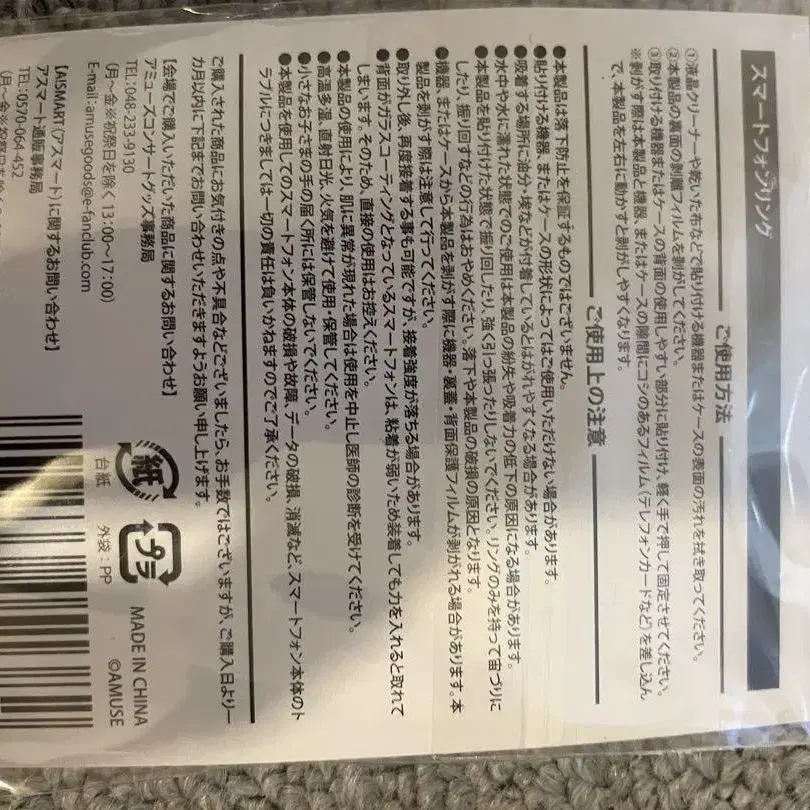 スマートフォンリング
ご使用方法
①液晶クリーナーや乾いた布などで貼り付ける機器またはケースの表面の汚れを拭き取ってください。
②本製品の裏面の剥離フィルムを剥がしてください。
③取り付ける機器またはケースの背面の使用しやすい部分に貼り付け、軽く手で押して固定させてください。
※剥がす際は本製品と機器、またはケースの隙間にコシのあるフィルム(テレフォンカードなど)を差し込ん
で、本製品を左右に動かすと剥がしやすくなります。
ご使用上の注意
●本製品は落下防止を保証するものではございません。
●貼り付ける機器、またはケースの形状によってはご使用いただけない場合があります。
●吸着する場所に油分・埃などが付着しているとはがれやすくなる場合があります。
●水中や水に濡れた状態でのご使用は本製品の紛失や吸着力の低下の原因になる場合があります。
●本製品を貼り付けた状態で振り回したり、強く引っ張ったりしないでください。リングのみを持って宙づりに
したり、振り回すなどの行為はおやめください。落下や本製品の破損の原因となります。
●機器、またはケースから本製品を剥がす際に機器・裏蓋・背面保護フィルムが剥がれる場合があります。本
製品を剥がす際は注意して行ってください。
●取り外し後、再度接着する事も可能ですが、接着強度が落ちる場合があります。
●背面がガラスコーティングとなっているスマートフォンは、粘着が弱いため装着しても力を入れると取れて
しまいます。そのため、直接の使用はお控えください。
●本製品の使用により、肌に異常が現れた場合は使用を中止し医師の診断を受けてください。
●高温多湿、直射日光、火気を避けて使用・保管してください。
●小さなお子さまの手の届く所には保管しないでください。
●本製品を使用してのスマートフォン本体の破損や故障、データの破損、消滅など、スマートフォン本体のト
ラブルにつきましては一切の責任は負いかねますのでご了承ください。
ご購入された商品にお気付きの点や不具合などございましたら、お手数ではございますが、ご購入日より一
カ月以内に下記までお問い合わせいただきますようお願い申し上げます。
【会場でご購入いただいた商品に関するお問い合わせ】
アミューズコンサートグッズ事務局
TEL:048-233-9130
(月〜金※祝祭日を除く 13:00〜17:00)
E-mail:amusegoods@e-fanclub.com
【AISMART(アスマート)に関するお問い合わせ】
アスマート通販事務局
TEL:0570-064-452
紙
台紙
プラ
外袋:PP
MADE IN CHINA
©AMUSE